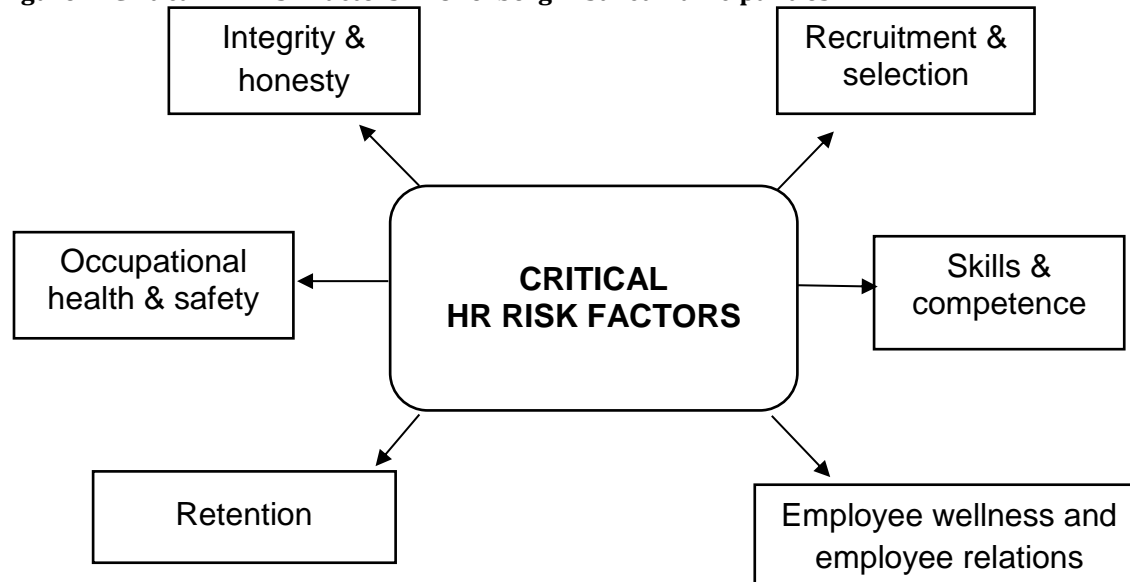 Integrity &
honesty
Recruitment &
selection
Occupational
health & safety
CRITICAL
HR RISK FACTORS
Skills &
competence
Retention
Employee wellness and
employee relations